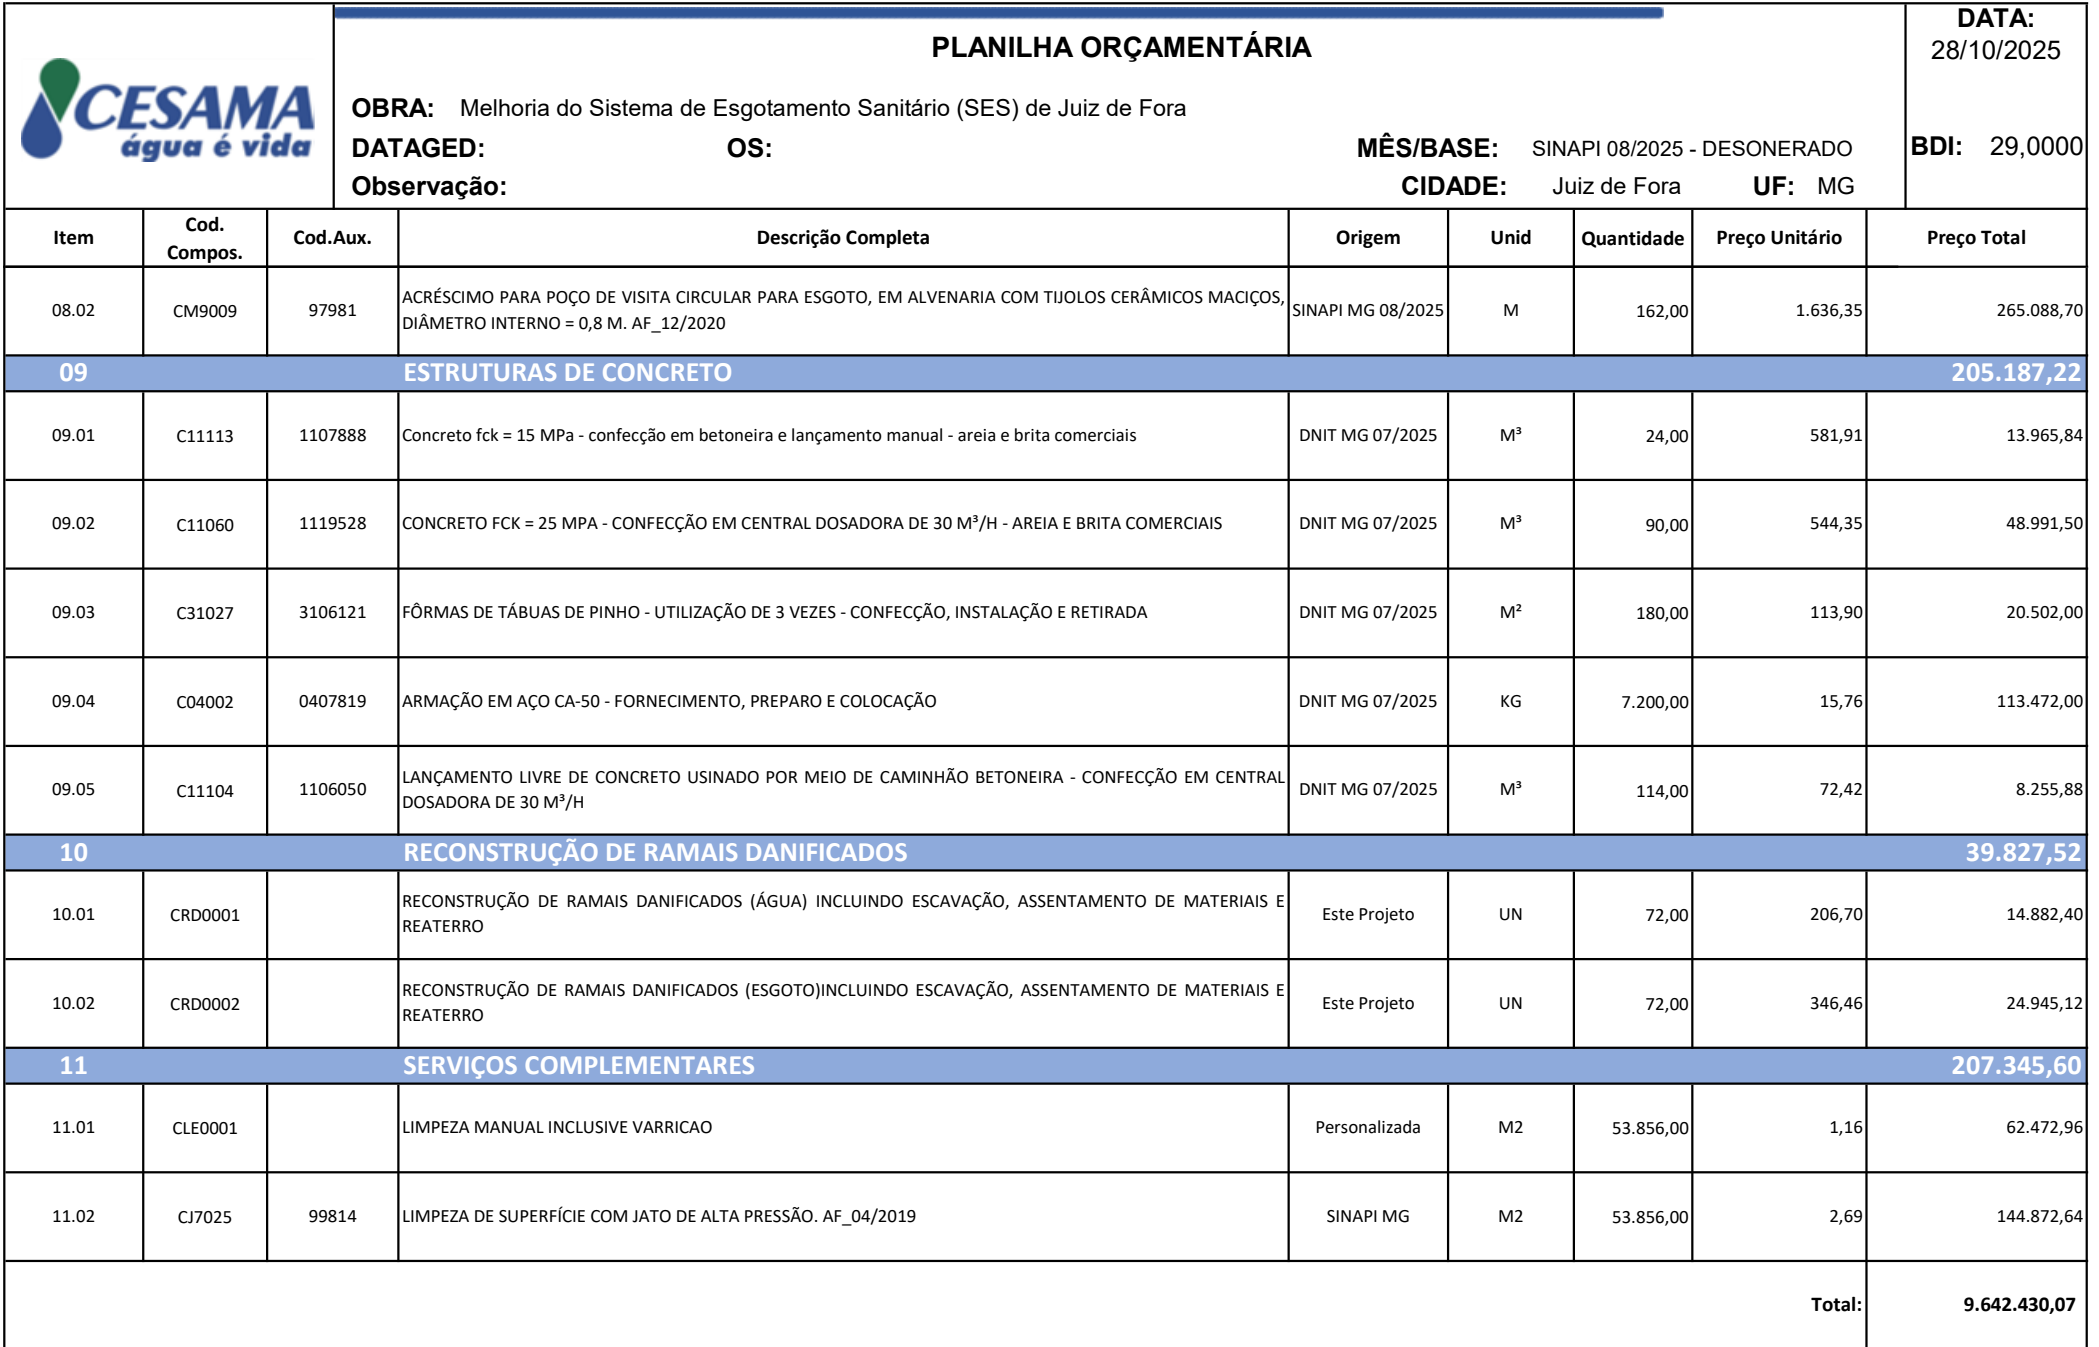 CESAMA
água é vida
PLANILHA ORÇAMENTÁRIA
DATA:
28/10/2025
OBRA: Melhoria do Sistema de Esgotamento Sanitário (SES) de Juiz de Fora
DATAGED: OS: MÊS/BASE: SINAPI 08/2025 - DESONERADO BDI: 29,0000
Observação: CIDADE: Juiz de Fora UF: MG
Item Cod. Compos. Cod.Aux. Descrição Completa Origem Unid Quantidade Preço Unitário Preço Total
08.02 CM9009 97981 ACRÉSCIMO PARA POÇO DE VISITA CIRCULAR PARA ESGOTO, EM ALVENARIA COM TIJOLOS CERÂMICOS MACIÇOS, SINAPI MG 08/2025 M 162,00 1.636,35 265.088,70
DIÂMETRO INTERNO = 0,8 M. AF_12/2020
09 ESTRUTURAS DE CONCRETO 205.187,22
09.01 C11113 1107888 Concreto fck = 15 MPa - confecção em betoneira e lançamento manual - areia e brita comerciais DNIT MG 07/2025 M³ 24,00 581,91 13.965,84
09.02 C11060 1119528 CONCRETO FCK = 25 MPA - CONFECÇÃO EM CENTRAL DOSADORA DE 30 M³/H - AREIA E BRITA COMERCIAIS DNIT MG 07/2025 M³ 90,00 544,35 48.991,50
09.03 C31027 3106121 FÔRMAS DE TÁBUAS DE PINHO - UTILIZAÇÃO DE 3 VEZES - CONFECÇÃO, INSTALAÇÃO E RETIRADA DNIT MG 07/2025 M² 180,00 113,90 20.502,00
09.04 C04002 0407819 ARMAÇÃO EM AÇO CA-50 - FORNECIMENTO, PREPARO E COLOCAÇÃO DNIT MG 07/2025 KG 7.200,00 15,76 113.472,00
09.05 C11104 1106050 LANÇAMENTO LIVRE DE CONCRETO USINADO POR MEIO DE CAMINHÃO BETONEIRA - CONFECÇÃO EM CENTRAL DNIT MG 07/2025 M³ 114,00 72,42 8.255,88
DOSADORA DE 30 M³/H
10 RECONSTRUÇÃO DE RAMAIS DANIFICADOS 39.827,52
10.01 CRD0001 RECONSTRUÇÃO DE RAMAIS DANIFICADOS (ÁGUA) INCLUINDO ESCAVAÇÃO, ASSENTAMENTO DE MATERIAIS E Este Projeto UN 72,00 206,70 14.882,40
REATERRO
10.02 CRD0002 RECONSTRUÇÃO DE RAMAIS DANIFICADOS (ESGOTO)INCLUINDO ESCAVAÇÃO, ASSENTAMENTO DE MATERIAIS E Este Projeto UN 72,00 346,46 24.945,12
REATERRO
11 SERVIÇOS COMPLEMENTARES 207.345,60
11.01 CLE0001 LIMPEZA MANUAL INCLUSIVE VARRICAO Personalizada M2 53.856,00 1,16 62.472,96
11.02 CJ7025 99814 LIMPEZA DE SUPERFÍCIE COM JATO DE ALTA PRESSÃO. AF_04/2019 SINAPI MG M2 53.856,00 2,69 144.872,64
Total: 9.642.430,07